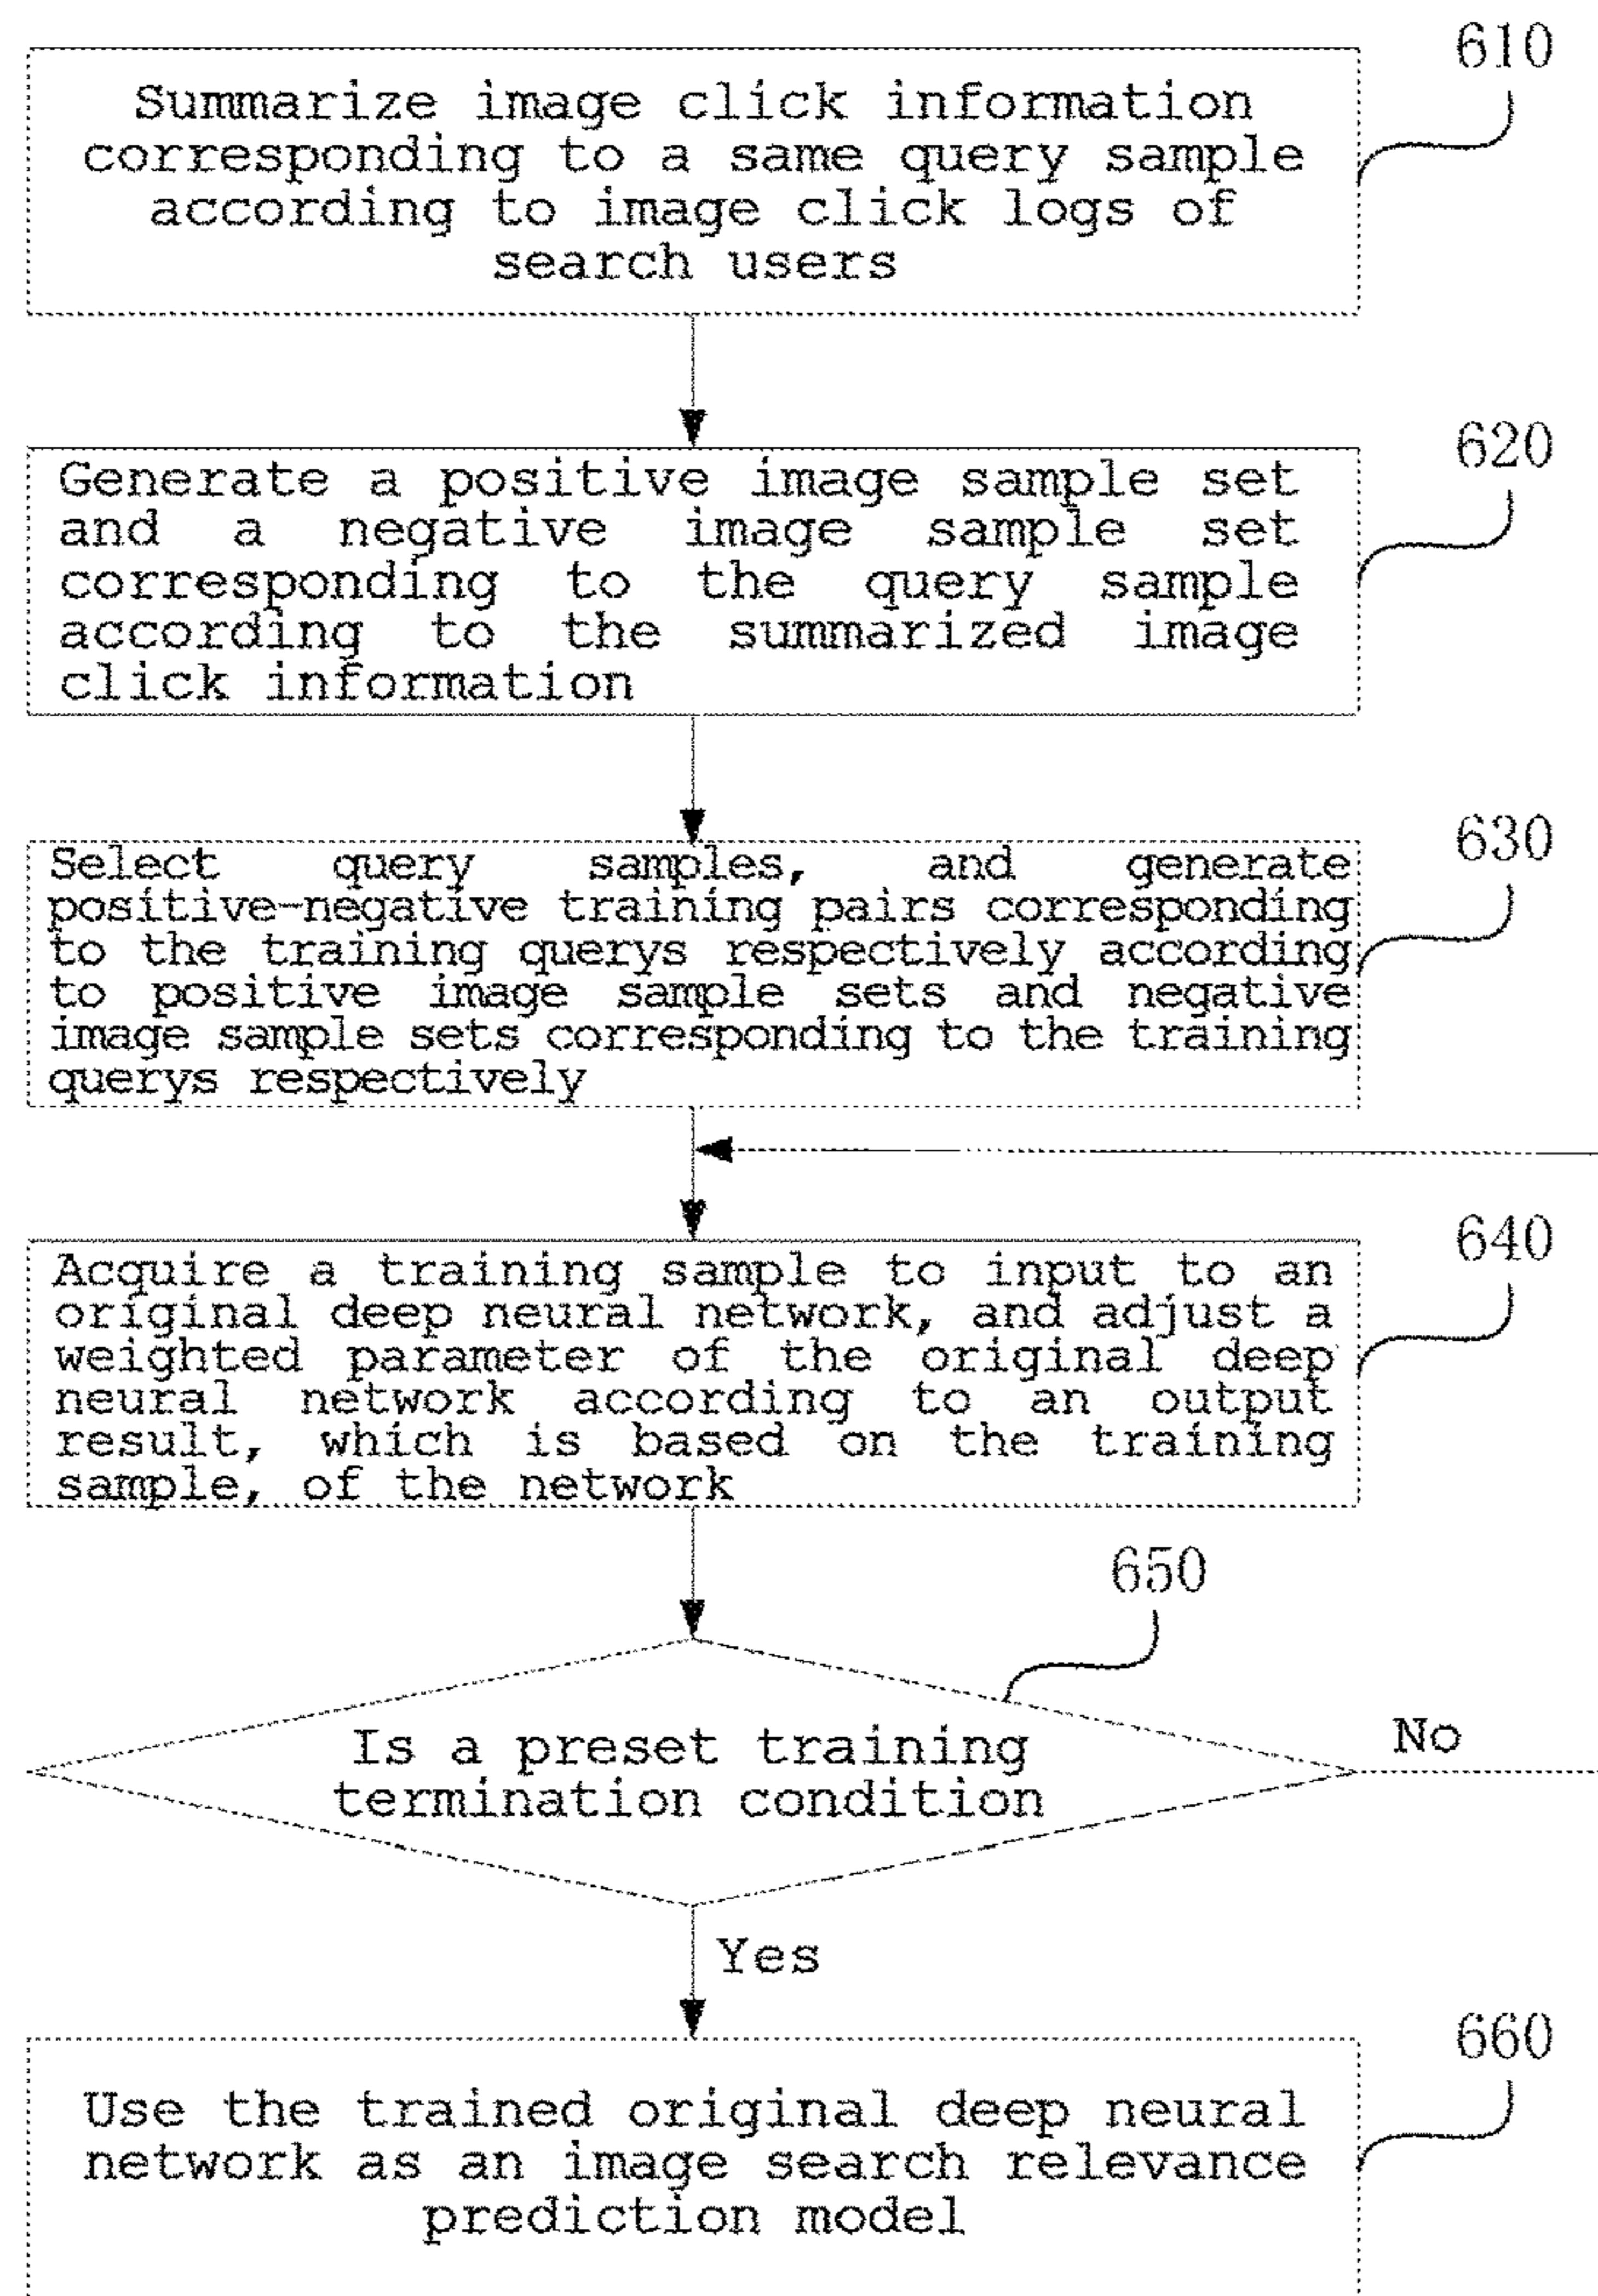 610
Summarize image click information
corresponding to a same query sample
according to image click logs of
search users
620
Generate a positive image sample set
and a negative image sample set
corresponding to the query sample
according to the summarized image
click information
630
Select query samples, and generate
positive-negative training pairs corresponding
to the training querys respectively according
to positive image sample sets and negative
image sample sets corresponding to the training
querys respectively
640
Acquire a training sample to input to an
original deep neural network, and adjust a
weighted parameter of the original deep
neural network according to an output
result, which is based on the training
sample, of the network
650
Is a preset training
termination condition
No
Yes
660
Use the trained original deep neural
network as an image search relevance
prediction model